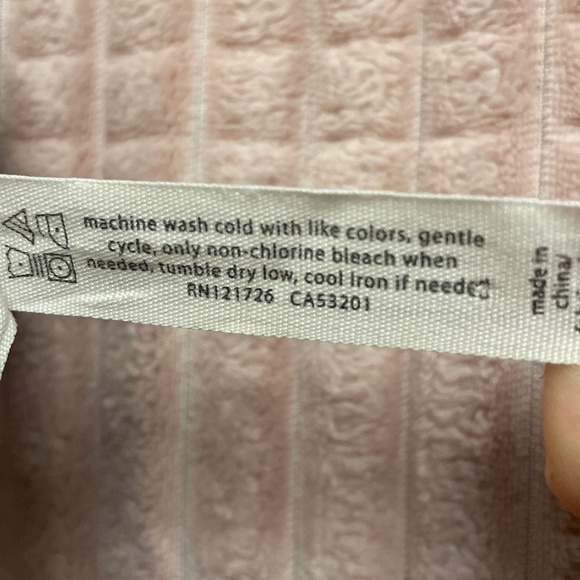 machine wash cold with like colors, gentle
cycle, only non-chlorine bleach when
needed, tumble dry low, cool iron if needed
RN121726 CA53201
made in
china/